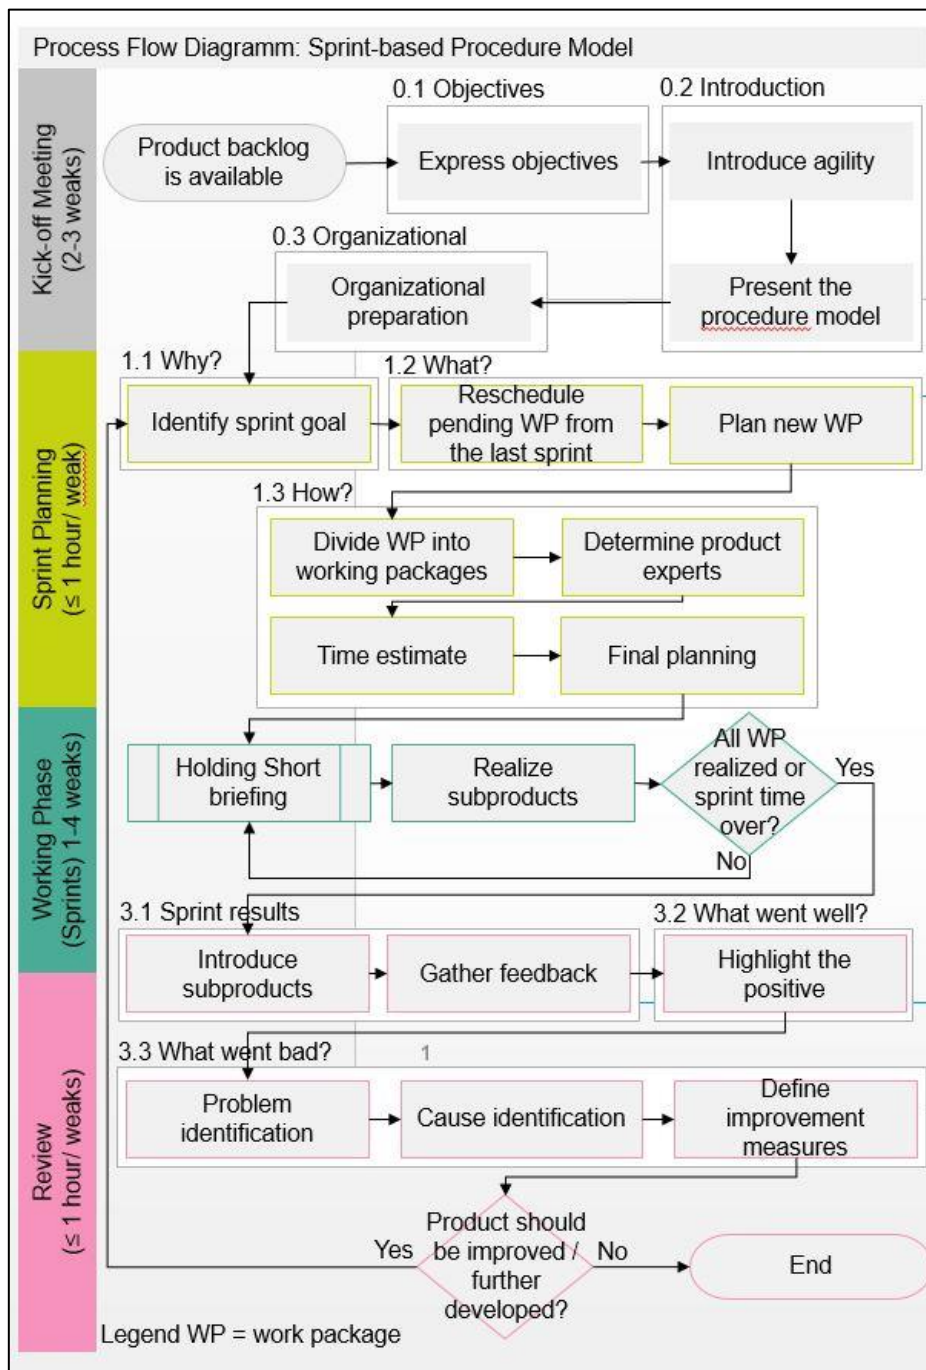 Process Flow Diagramm: Sprint-based Procedure Model
Kick-off Meeting
(2-3 weaks)
0.1 Objectives
0.2 Introduction
Product backlog
is available
Express objectives
Introduce agility
0.3 Organizational
Organizational
preparation
Present the
procedure model
Sprint Planning
(≤ 1 hour/ weak)
1.1 Why?
1.2 What?
Identify sprint goal
Reschedule
pending WP from
the last sprint
Plan new WP
1.3 How?
Divide WP into
working packages
Determine product
experts
Time estimate
Final planning
Working Phase
(Sprints) 1-4 weaks)
Holding Short
briefing
Realize
subproducts
All WP
realized or
sprint time
over?
Yes
No
3.1 Sprint results
3.2 What went well?
Introduce
subproducts
Gather feedback
Highlight the
positive
Review
(≤ 1 hour/ weaks)
3.3 What went bad?
1
Problem
identification
Cause identification
Define
improvement
measures
Yes
Product should
be improved /
further
developed?
No
End
Legend WP = work package